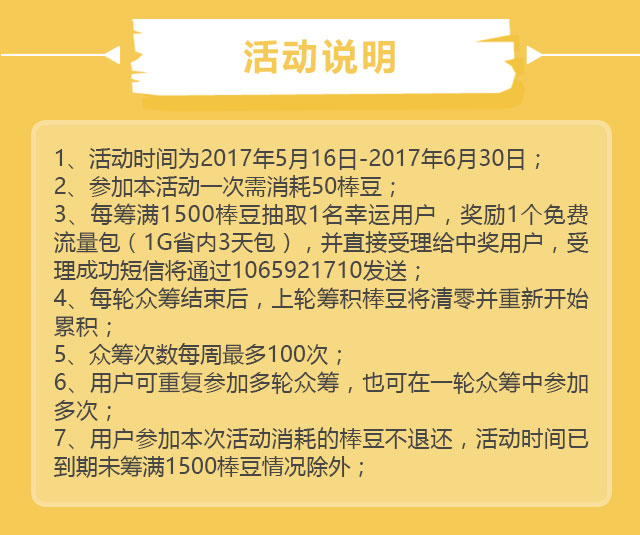 活动说明
1、活动时间为2017年5月16日-2017年6月30日；
2、参加本活动一次需消耗50棒豆；
3、每筹满1500棒豆抽取1名幸运用户，奖励1个免费
流量包（1G省内3天包），并直接受理给中奖用户，受
理成功短信将通过1065921710发送；
4、每轮众筹结束后，上轮筹积棒豆将清零并重新开始
累积；
5、众筹次数每周最多100次；
6、用户可重复参加多轮众筹，也可在一轮众筹中参加
多次；
7、用户参加本次活动消耗的棒豆不退还，活动时间已
到期未筹满1500棒豆情况除外；